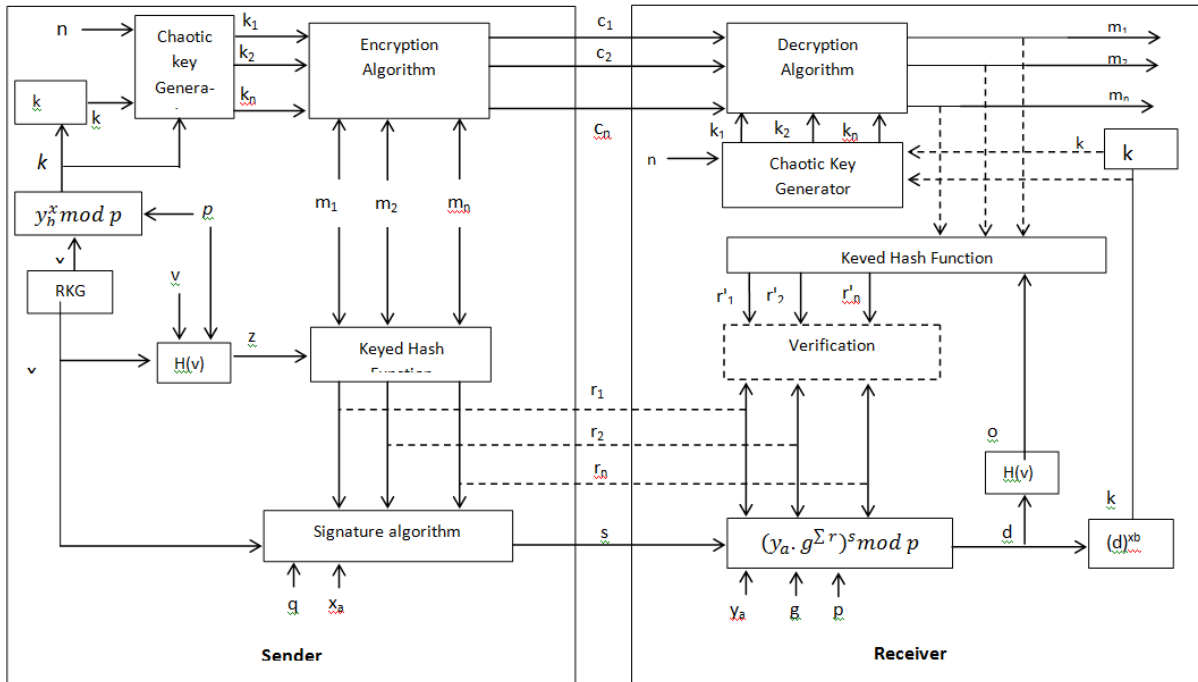 n
Chaotic
key
Genera-
k₁
k₂
kₙ
k
k
k
Encryption
Algorithm
c₁
c₂
cₙ
Decryption
Algorithm
m₁
m₂
mₙ
k₁ k₂ kₙ
n
Chaotic Key
Generator
k
k
y_b^x mod p
p
RKG
v
H(v)
z
m₁ m₂ mₙ
Keyed Hash
Keyed Hash Function
r'₁ r'₂ r'ₙ
Verification
r₁
r₂
rₙ
o
H(v)
k
Signature algorithm
s
(yₐ. g^{Σ r})^s mod p
d
(d)^{xb}
q xₐ
yₐ g p
Sender
Receiver